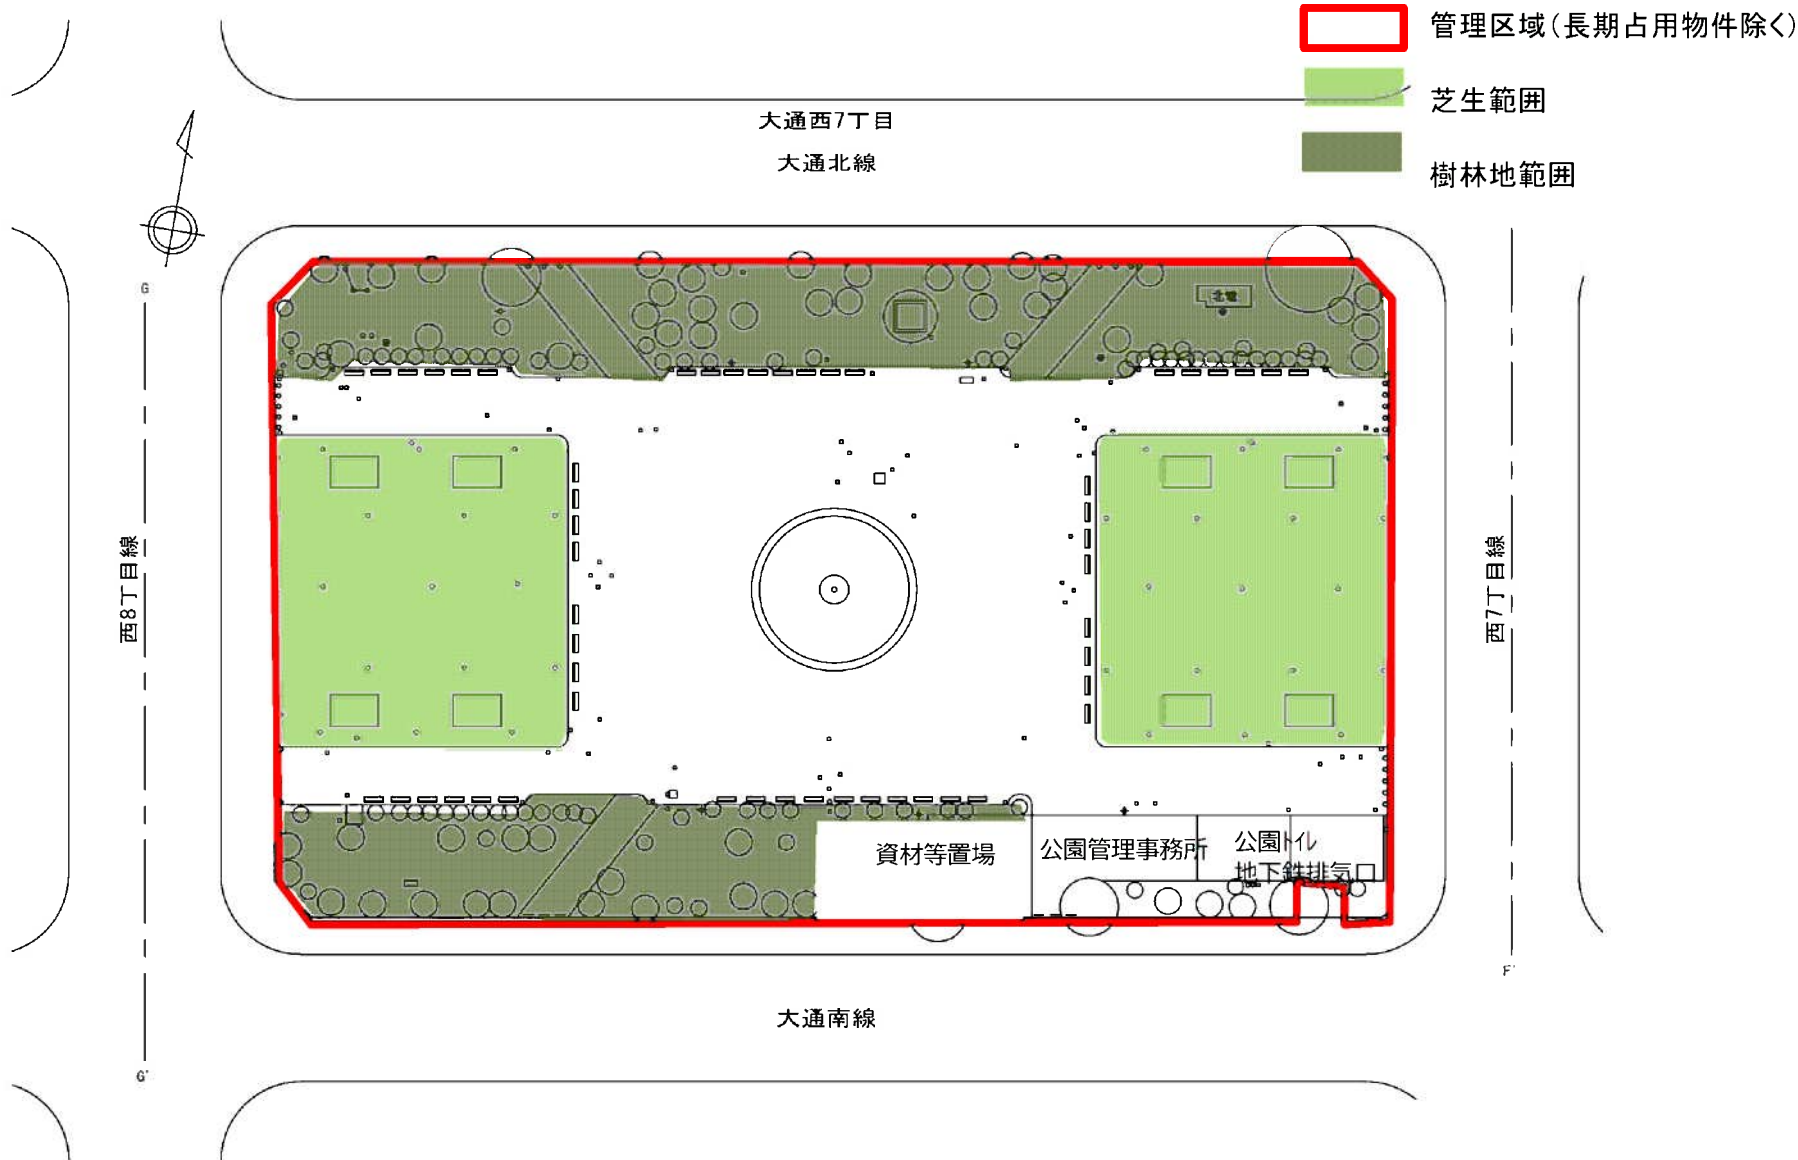 管理区域（長期占用物件除く）
芝生範囲
樹林地範囲
大通西7丁目
大通北線
G
北電
西8丁目線
西7丁目線
資材等置場
公園管理事務所
公園トイレ
地下鉄排気口
F'
大通南線
G'